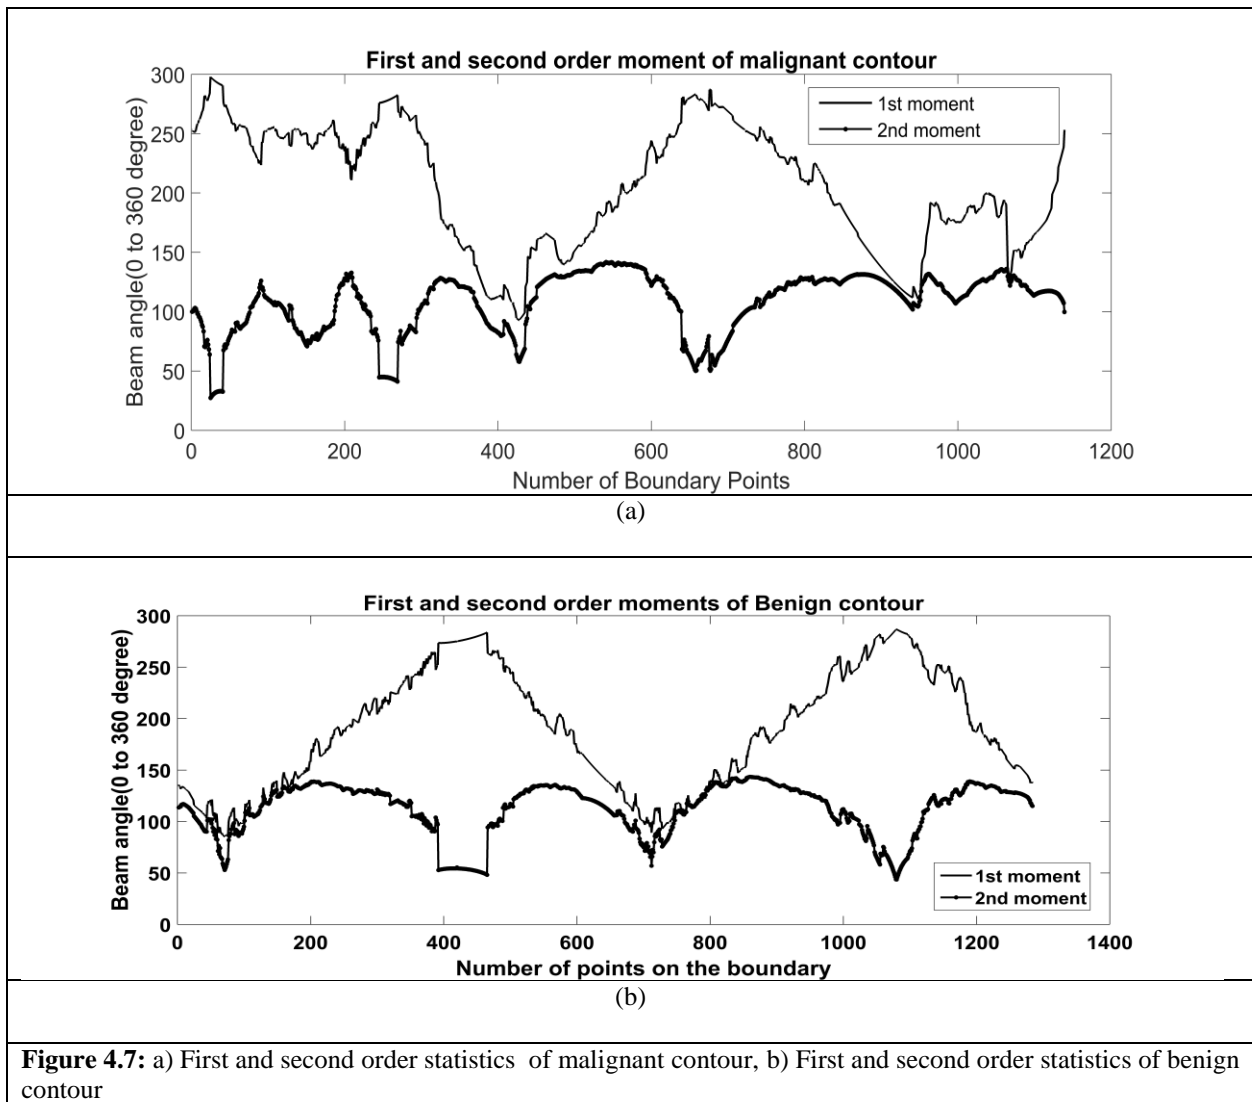 First and second order moment of malignant contour
300
250
200
150
100
50
0
Beam angle(0 to 360 degree)
1st moment
2nd moment
0 200 400 600 800 1000 1200
Number of Boundary Points
(a)
First and second order moments of Benign contour
300
250
200
150
100
50
0
Beam angle(0 to 360 degree)
1st moment
2nd moment
0 200 400 600 800 1000 1200 1400
Number of points on the boundary
(b)
Figure 4.7: a) First and second order statistics of malignant contour, b) First and second order statistics of benign
contour